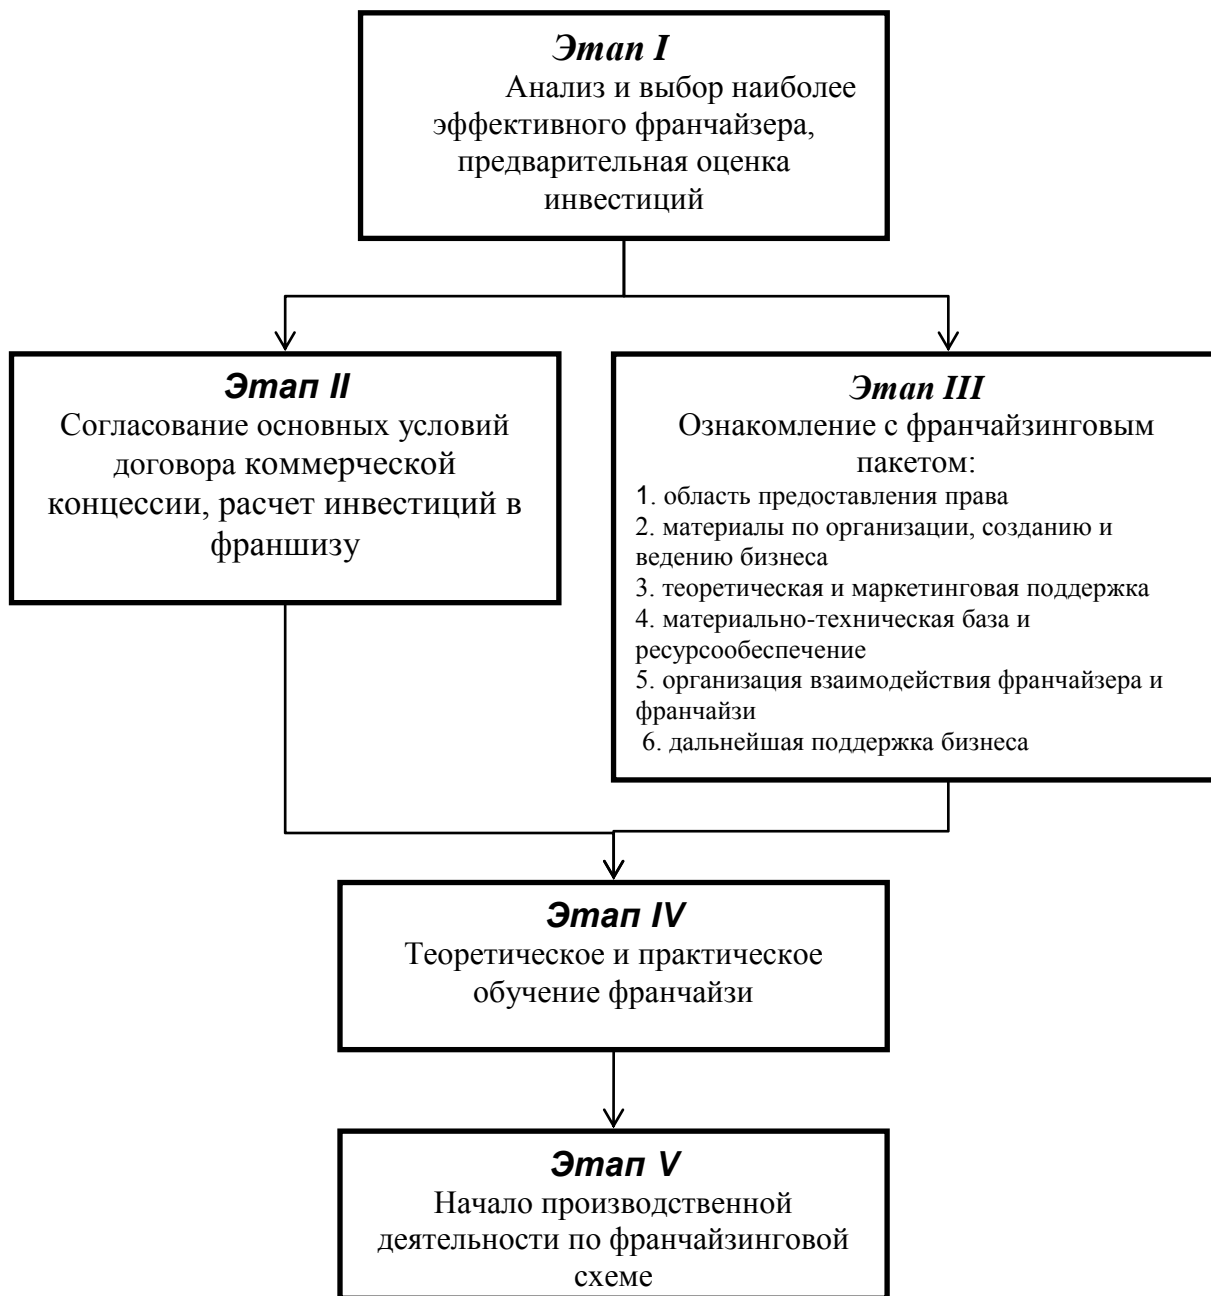 Этап I
Анализ и выбор наиболее
эффективного франчайзера,
предварительная оценка
инвестиций
Этап II
Согласование основных условий
договора коммерческой
концессии, расчет инвестиций в
франшизу
Этап III
Ознакомление с франчайзинговым
пакетом:
1. область предоставления права
2. материалы по организации, созданию и
ведению бизнеса
3. теоретическая и маркетинговая поддержка
4. материально-техническая база и
ресурсообеспечение
5. организация взаимодействия франчайзера и
франчайзи
6. дальнейшая поддержка бизнеса
Этап IV
Теоретическое и практическое
обучение франчайзи
Этап V
Начало производственной
деятельности по франчайзинговой
схеме